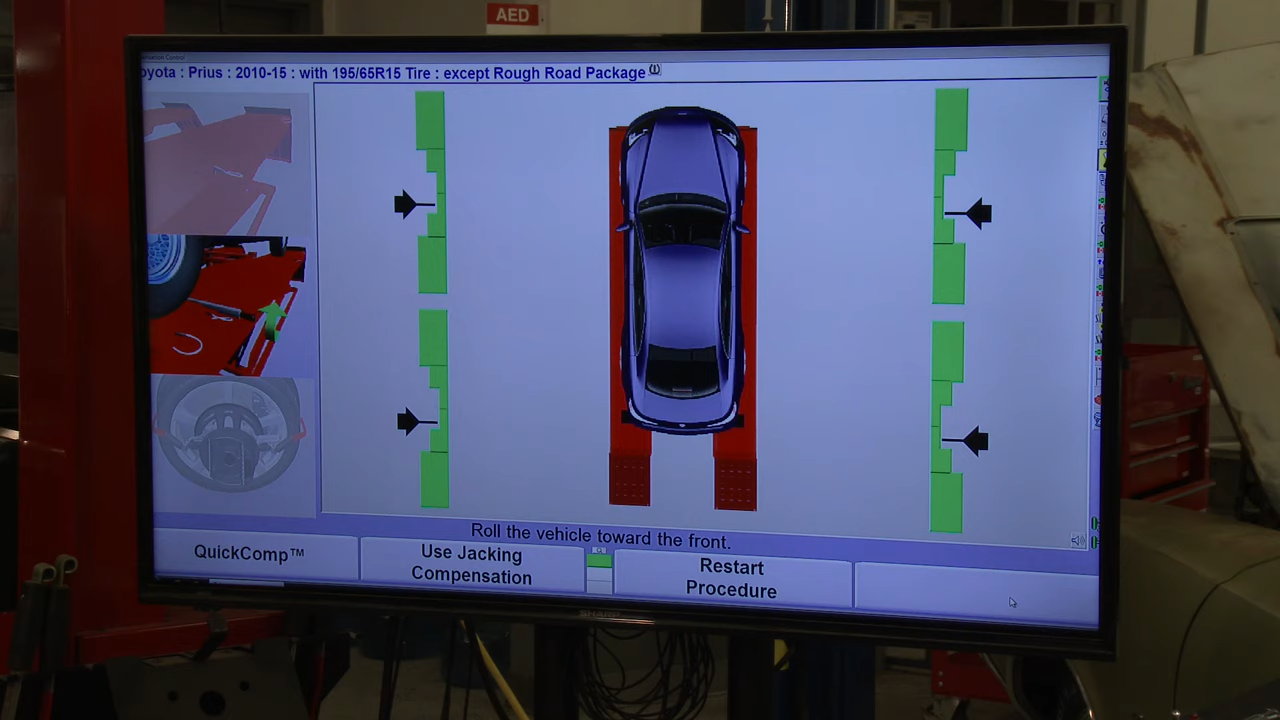 AED
oyota : Prius : 2010-15 : with 195/65R15 Tire : except Rough Road Package
Roll the vehicle toward the front.
QuickComp™
Use Jacking
Compensation
Restart
Procedure
SHARP